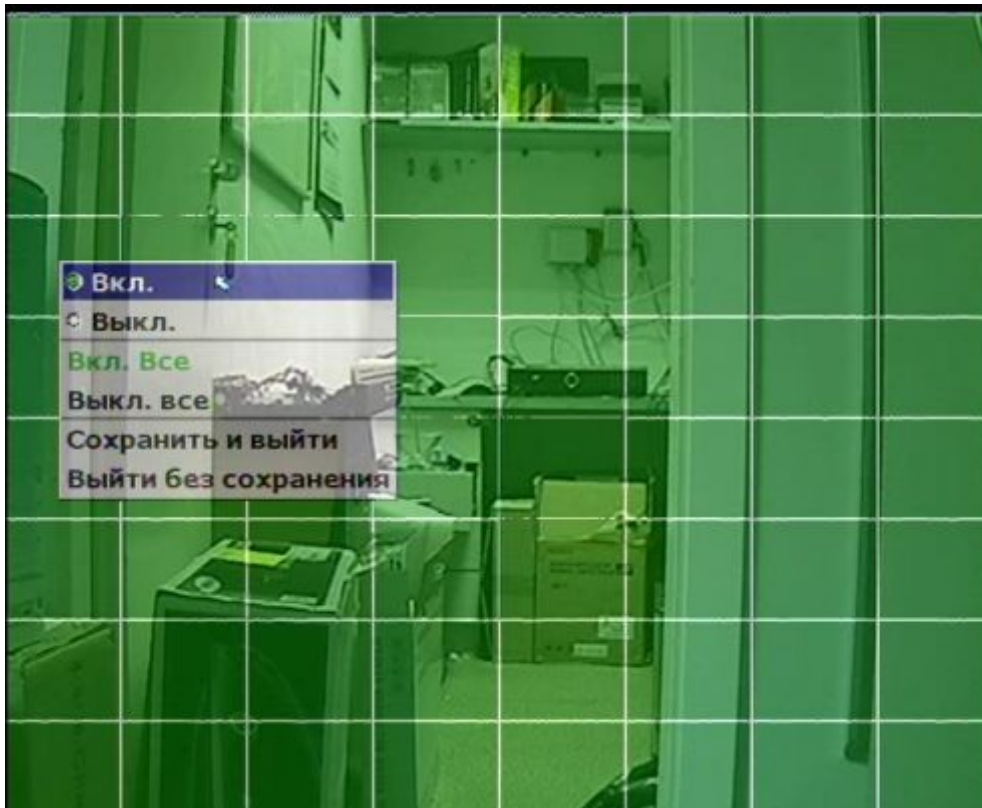 Вкл.
Выкл.
Вкл. Все
Выкл. все
Сохранить и выйти
Выйти без сохранения